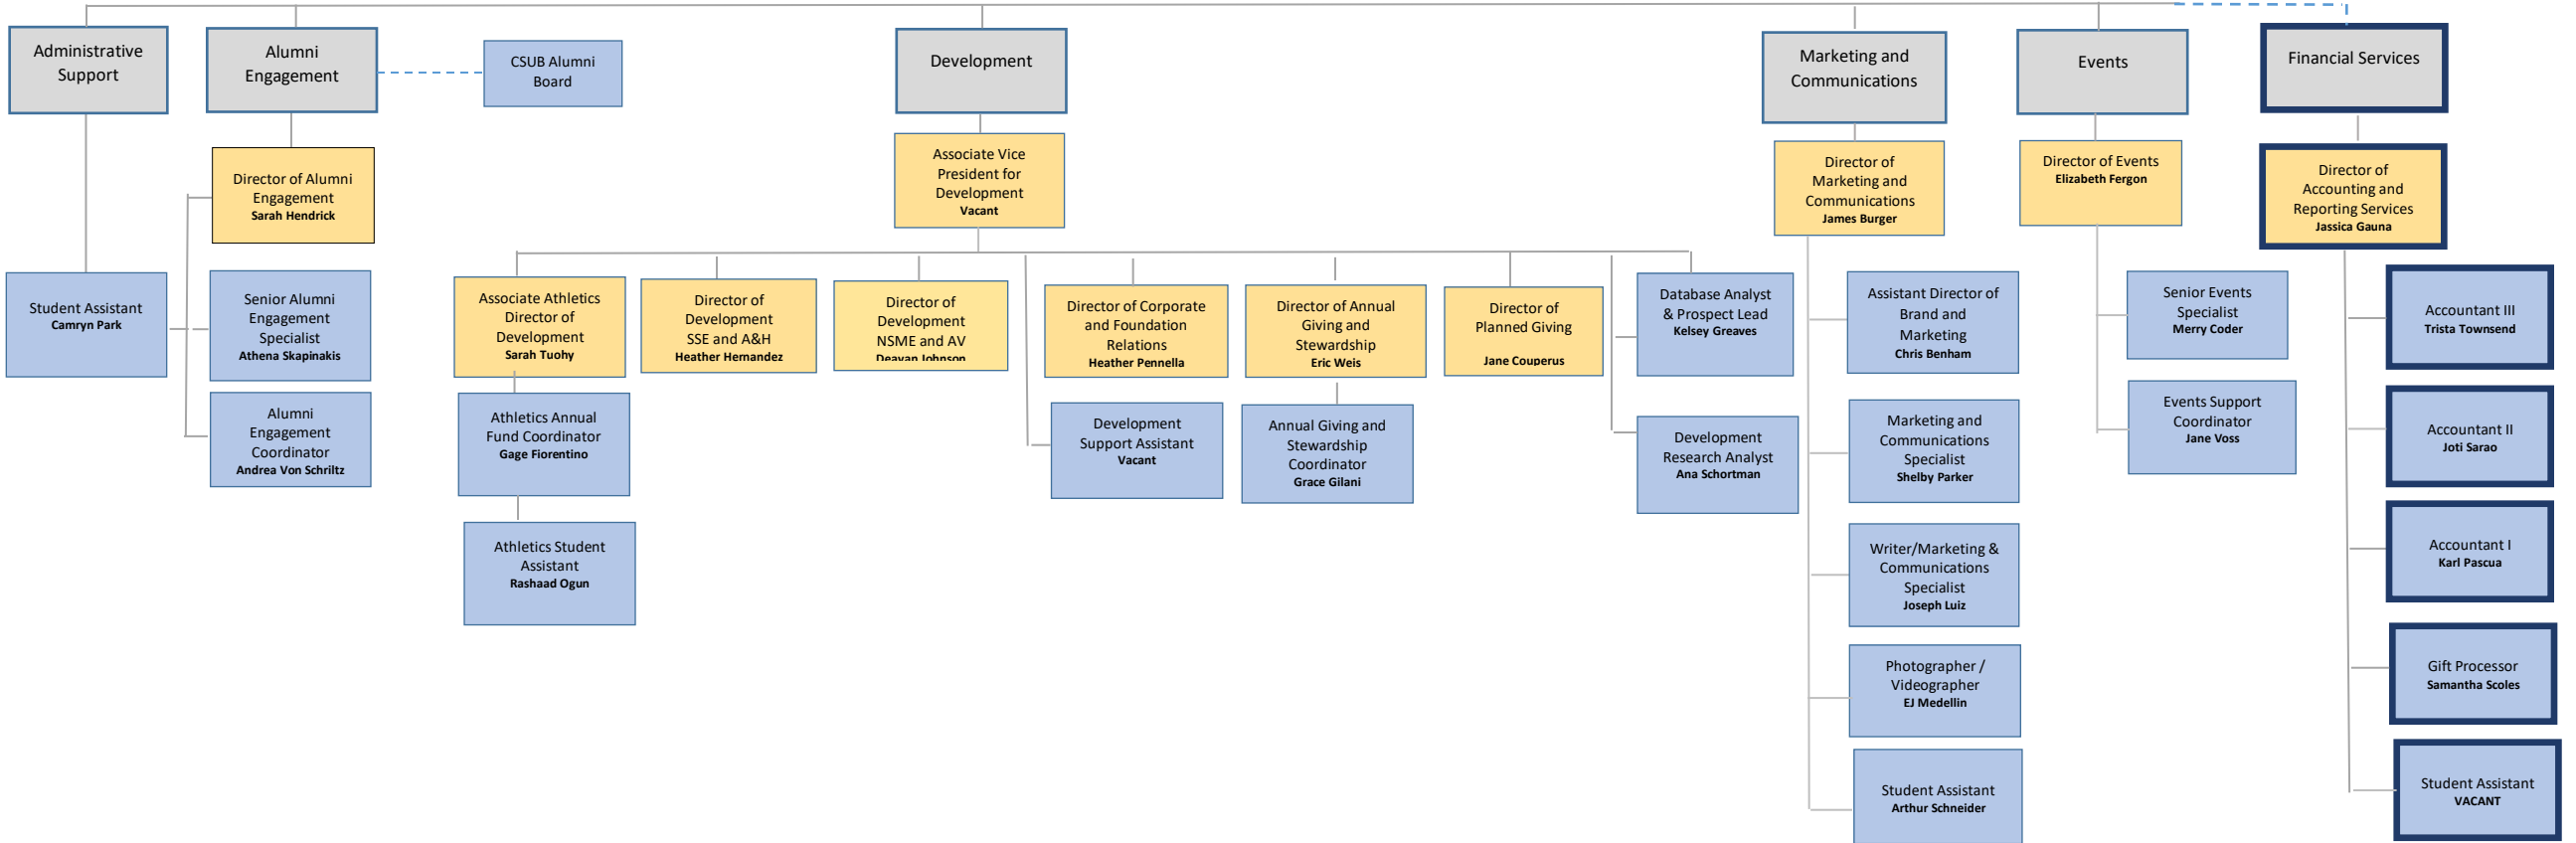 Administrative
Support
Alumni
Engagement
CSUB Alumni
Board
Development
Marketing and
Communications
Events
Financial Services
Director of Alumni
Engagement
Sarah Hendrick
Associate Vice
President for
Development
Vacant
Director of
Marketing and
Communications
James Burger
Director of Events
Elizabeth Fergon
Director of
Accounting and
Reporting Services
Jassica Gauna
Student Assistant
Camryn Park
Senior Alumni
Engagement
Specialist
Athena Skapinakis
Alumni
Engagement
Coordinator
Andrea Von Schriltz
Associate Athletics
Director of
Development
Sarah Tuohy
Athletics Annual
Fund Coordinator
Gage Fiorentino
Athletics Student
Assistant
Rashaad Ogun
Director of
Development
SSE and A&H
Heather Hernandez
Director of
Development
NSME and AV
Deayan Johnson
Director of Corporate
and Foundation
Relations
Heather Pennella
Development
Support Assistant
Vacant
Director of Annual
Giving and
Stewardship
Eric Weis
Annual Giving and
Stewardship
Coordinator
Grace Gilani
Director of
Planned Giving
Jane Couperus
Database Analyst
& Prospect Lead
Kelsey Greaves
Development
Research Analyst
Ana Schortman
Assistant Director of
Brand and
Marketing
Chris Benham
Marketing and
Communications
Specialist
Shelby Parker
Writer/Marketing &
Communications
Specialist
Joseph Luiz
Photographer /
Videographer
EJ Medellin
Student Assistant
Arthur Schneider
Senior Events
Specialist
Merry Coder
Events Support
Coordinator
Jane Voss
Accountant III
Trista Townsend
Accountant II
Joti Sarao
Accountant I
Karl Pascua
Gift Processor
Samantha Scoles
Student Assistant
VACANT